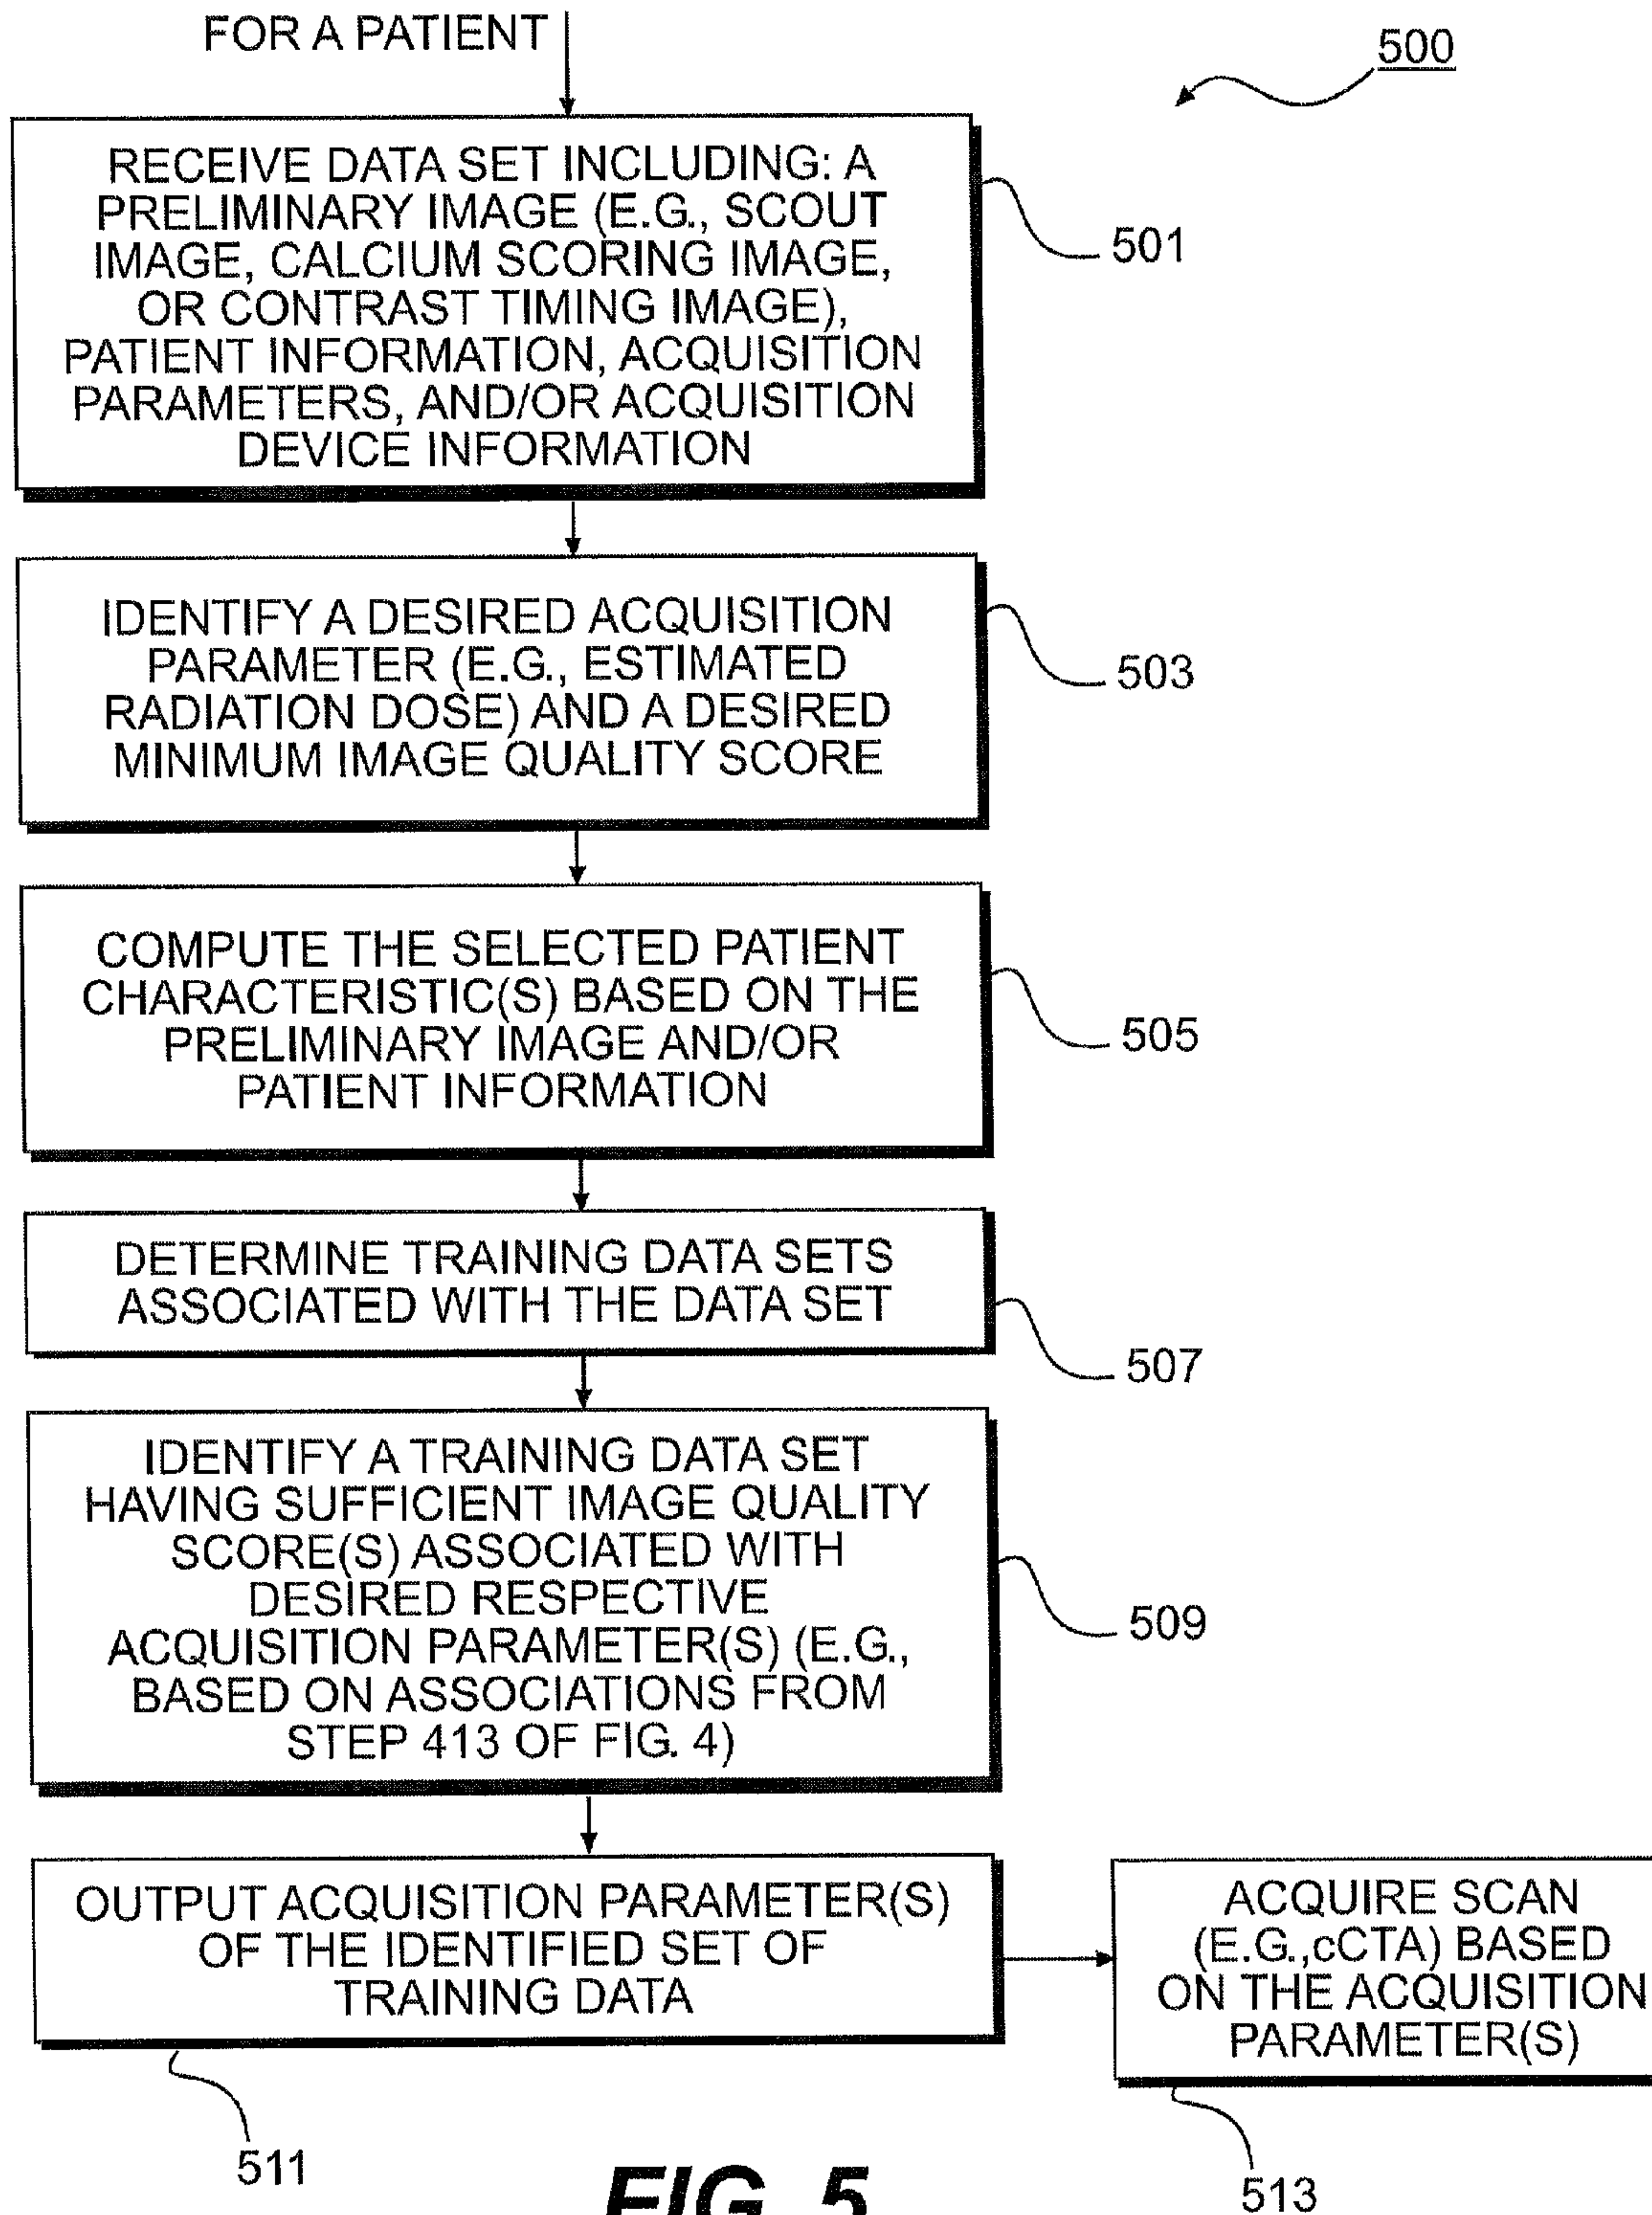 FOR A PATIENT
500
RECEIVE DATA SET INCLUDING: A
PRELIMINARY IMAGE (E.G., SCOUT
IMAGE, CALCIUM SCORING IMAGE,
OR CONTRAST TIMING IMAGE),
PATIENT INFORMATION, ACQUISITION
PARAMETERS, AND/OR ACQUISITION
DEVICE INFORMATION
501
IDENTIFY A DESIRED ACQUISITION
PARAMETER (E.G., ESTIMATED
RADIATION DOSE) AND A DESIRED
MINIMUM IMAGE QUALITY SCORE
503
COMPUTE THE SELECTED PATIENT
CHARACTERISTIC(S) BASED ON THE
PRELIMINARY IMAGE AND/OR
PATIENT INFORMATION
505
DETERMINE TRAINING DATA SETS
ASSOCIATED WITH THE DATA SET
507
IDENTIFY A TRAINING DATA SET
HAVING SUFFICIENT IMAGE QUALITY
SCORE(S) ASSOCIATED WITH
DESIRED RESPECTIVE
ACQUISITION PARAMETER(S) (E.G.,
BASED ON ASSOCIATIONS FROM
STEP 413 OF FIG. 4)
509
OUTPUT ACQUISITION PARAMETER(S)
OF THE IDENTIFIED SET OF
TRAINING DATA
511
ACQUIRE SCAN
(E.G.,cCTA) BASED
ON THE ACQUISITION
PARAMETER(S)
513
FIG. 5